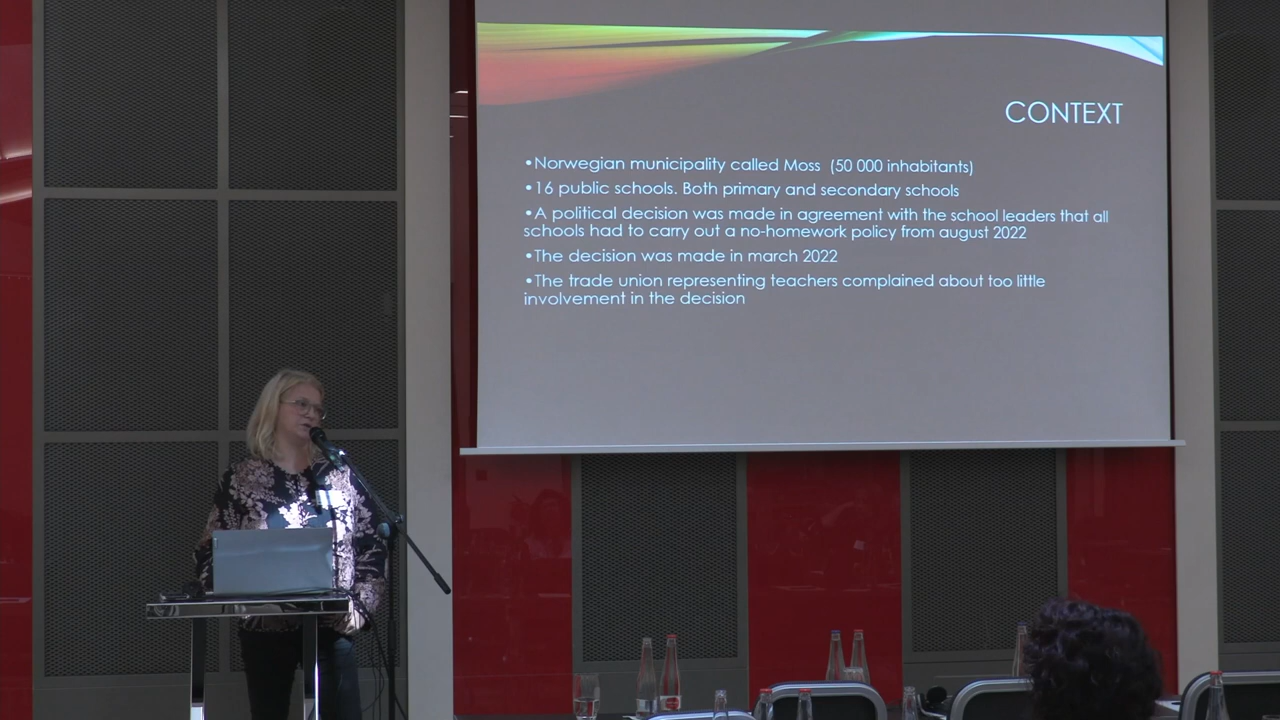 CONTEXT
•Norwegian municipality called Moss (50 000 inhabitants)
•16 public schools. Both primary and secondary schools
•A political decision was made in agreement with the school leaders that all
schools had to carry out a no-homework policy from august 2022
•The decision was made in march 2022
•The trade union representing teachers complained about too little
involvement in the decision